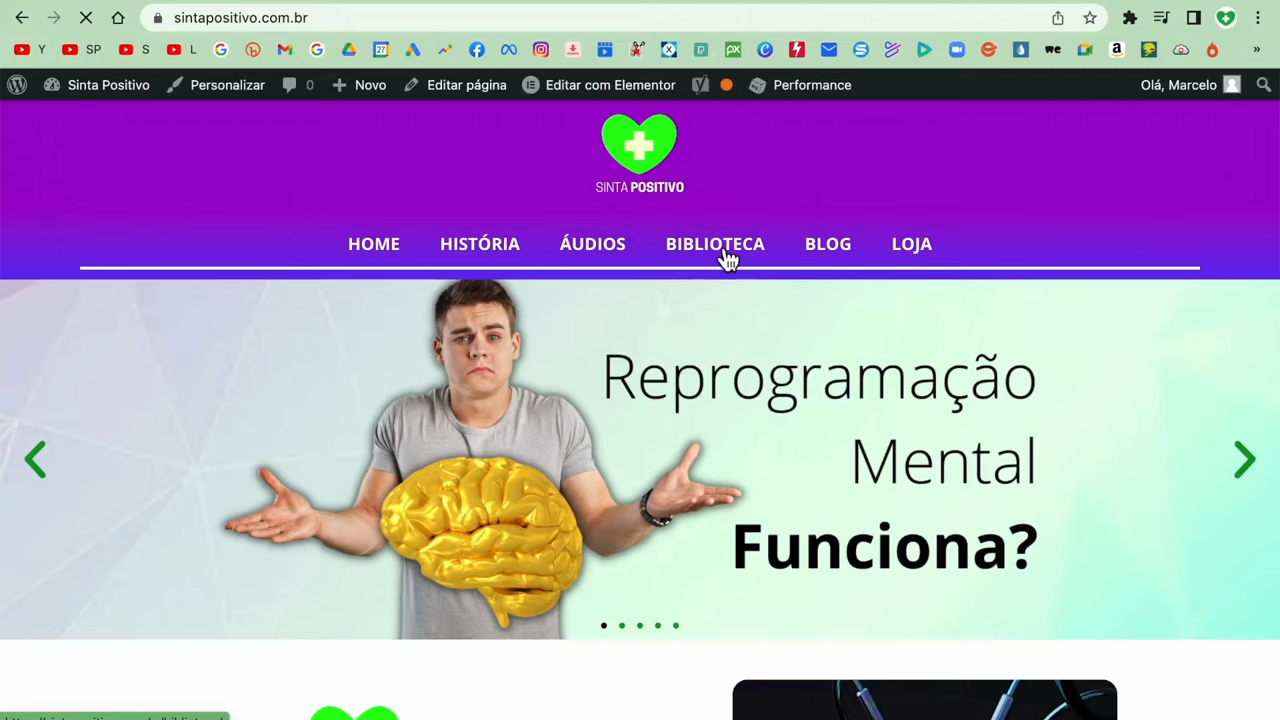 sintapositivo.com.br
Y SP S L
Sinta Positivo Personalizar 0 Novo Editar página Editar com Elementor Performance Olá, Marcelo
SINTA POSITIVO
HOME HISTÓRIA ÁUDIOS BIBLIOTECA BLOG LOJA
Reprogramação
Mental
Funciona?